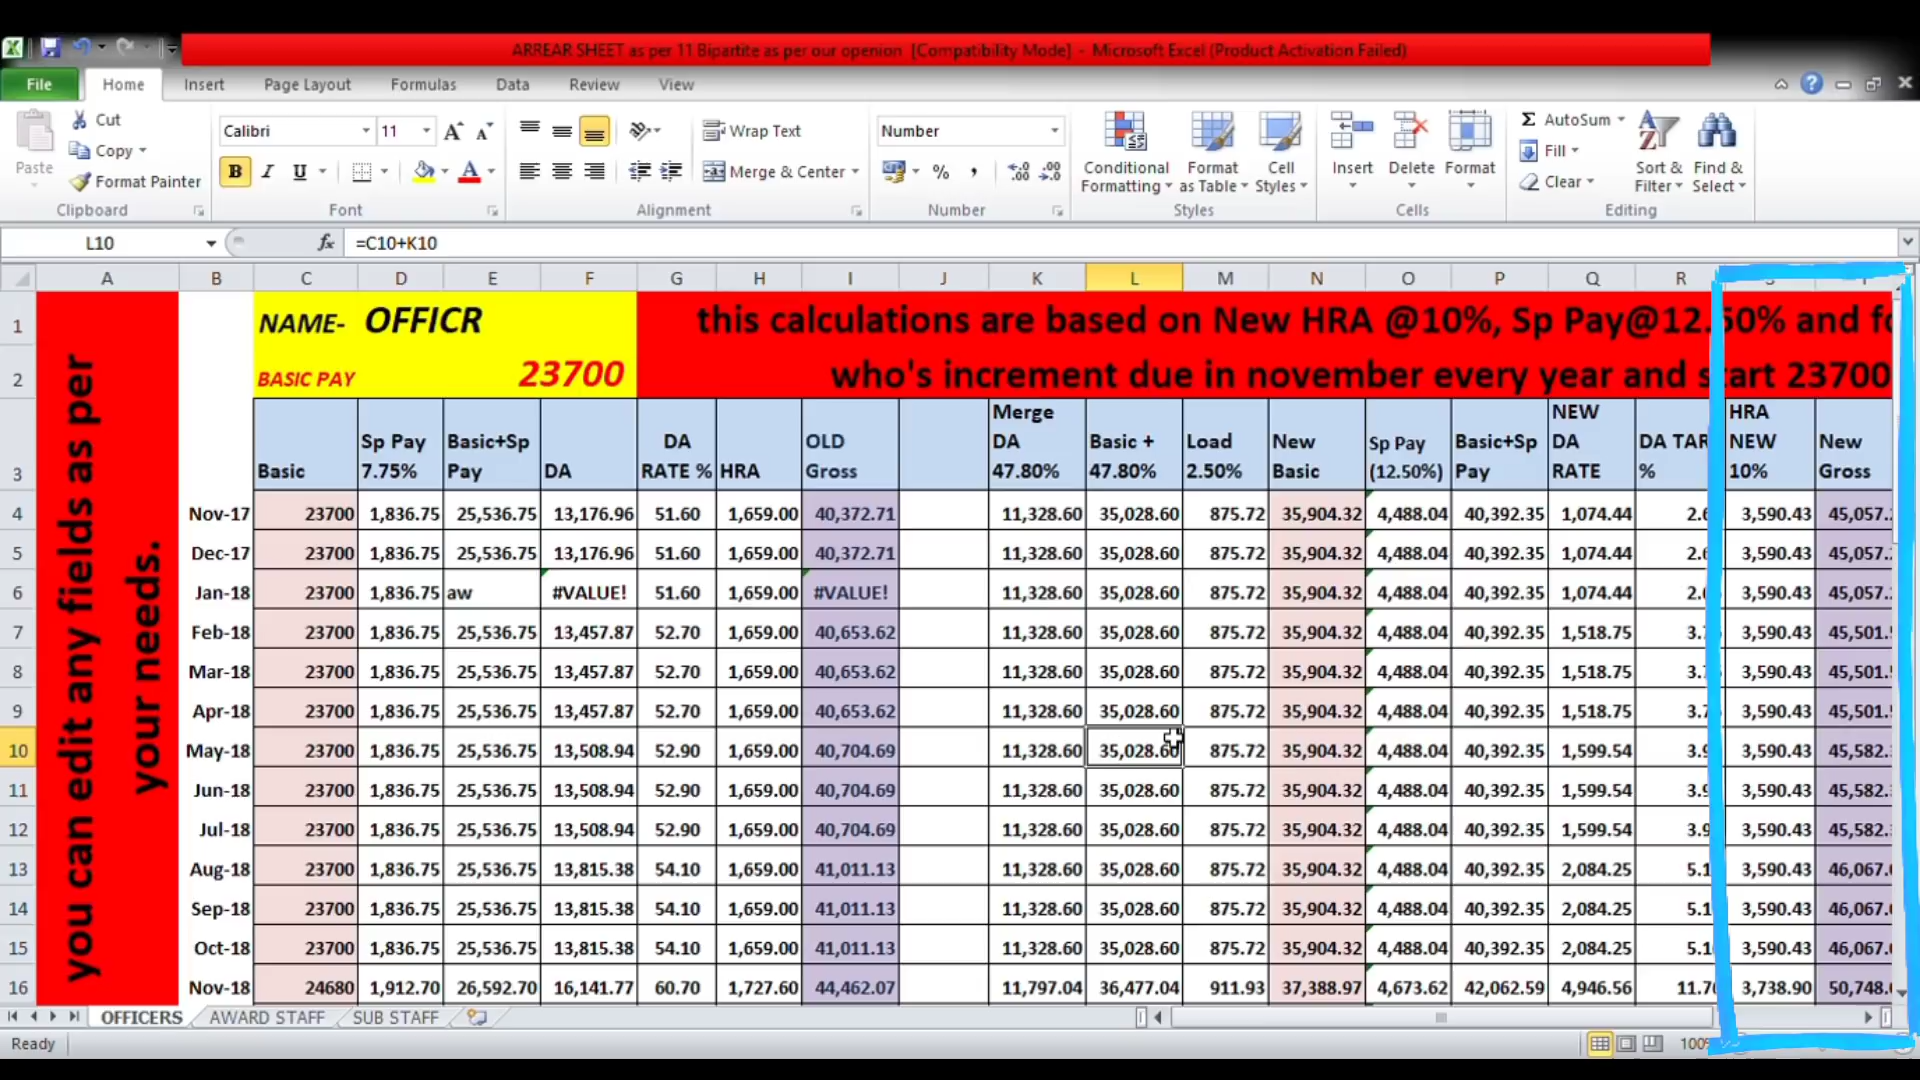 ARREAR SHEET as per 11 Bipartite as per our openion [Compatibility Mode] - Microsoft Excel (Product Activation Failed)
File Home Insert Page Layout Formulas Data Review View
Cut
Copy
Format Painter
Paste
Clipboard
Calibri 11
B I U
Font
Wrap Text
Merge & Center
Alignment
Number
%
Number
Conditional Formatting
Format as Table
Cell Styles
Styles
Insert Delete Format
Cells
AutoSum
Fill
Clear
Sort & Filter
Find & Select
Editing
L10 fx =C10+K10
A B C D E F G H I J K L M N O P Q R
you can edit any fields as per
your needs.
1 NAME- OFFICR this calculations are based on New HRA @10%, Sp Pay@12.50% and
2 BASIC PAY 23700 who's increment due in november every year and start 23700
3 Basic Sp Pay 7.75% Basic+Sp Pay DA DA RATE % HRA OLD Gross Merge DA 47.80% Basic + 47.80% Load 2.50% New Basic Sp Pay (12.50%) Basic+Sp Pay NEW DA RATE DA TAR % HRA NEW 10% New Gross
4 Nov-17 23700 1,836.75 25,536.75 13,176.96 51.60 1,659.00 40,372.71 11,328.60 35,028.60 875.72 35,904.32 4,488.04 40,392.35 1,074.44 3,590.43
5 Dec-17 23700 1,836.75 25,536.75 13,176.96 51.60 1,659.00 40,372.71 11,328.60 35,028.60 875.72 35,904.32 4,488.04 40,392.35 1,074.44 3,590.43
6 Jan-18 23700 1,836.75 aw #VALUE! 51.60 1,659.00 #VALUE! 11,328.60 35,028.60 875.72 35,904.32 4,488.04 40,392.35 1,074.44 3,590.43
7 Feb-18 23700 1,836.75 25,536.75 13,457.87 52.70 1,659.00 40,653.62 11,328.60 35,028.60 875.72 35,904.32 4,488.04 40,392.35 1,518.75 3,590.43
8 Mar-18 23700 1,836.75 25,536.75 13,457.87 52.70 1,659.00 40,653.62 11,328.60 35,028.60 875.72 35,904.32 4,488.04 40,392.35 1,518.75 3,590.43
9 Apr-18 23700 1,836.75 25,536.75 13,457.87 52.70 1,659.00 40,653.62 11,328.60 35,028.60 875.72 35,904.32 4,488.04 40,392.35 1,518.75 3,590.43
10 May-18 23700 1,836.75 25,536.75 13,508.94 52.90 1,659.00 40,704.69 11,328.60 35,028.60 875.72 35,904.32 4,488.04 40,392.35 1,599.54 3,590.43
11 Jun-18 23700 1,836.75 25,536.75 13,508.94 52.90 1,659.00 40,704.69 11,328.60 35,028.60 875.72 35,904.32 4,488.04 40,392.35 1,599.54 3,590.43
12 Jul-18 23700 1,836.75 25,536.75 13,508.94 52.90 1,659.00 40,704.69 11,328.60 35,028.60 875.72 35,904.32 4,488.04 40,392.35 1,599.54 3,590.43
13 Aug-18 23700 1,836.75 25,536.75 13,815.38 54.10 1,659.00 41,011.13 11,328.60 35,028.60 875.72 35,904.32 4,488.04 40,392.35 2,084.25 3,590.43
14 Sep-18 23700 1,836.75 25,536.75 13,815.38 54.10 1,659.00 41,011.13 11,328.60 35,028.60 875.72 35,904.32 4,488.04 40,392.35 2,084.25 3,590.43
15 Oct-18 23700 1,836.75 25,536.75 13,815.38 54.10 1,659.00 41,011.13 11,328.60 35,028.60 875.72 35,904.32 4,488.04 40,392.35 2,084.25 3,590.43
16 Nov-18 24680 1,912.70 26,592.70 16,141.77 60.70 1,727.60 44,462.07 11,797.04 36,477.04 911.93 37,388.97 4,673.62 42,062.59 4,946.56 3,738.90
OFFICERS AWARD STAFF SUB STAFF
Ready 100%